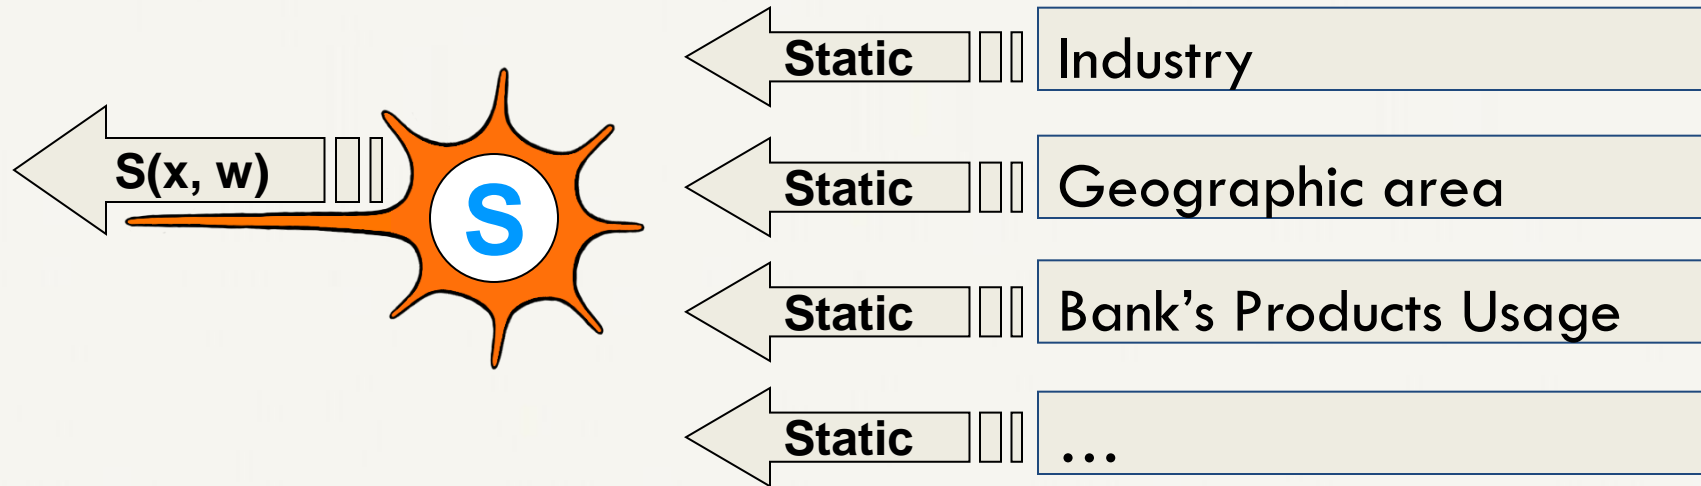 S(x, w)
S
Static
Industry
Static
Geographic area
Static
Bank’s Products Usage
Static
...